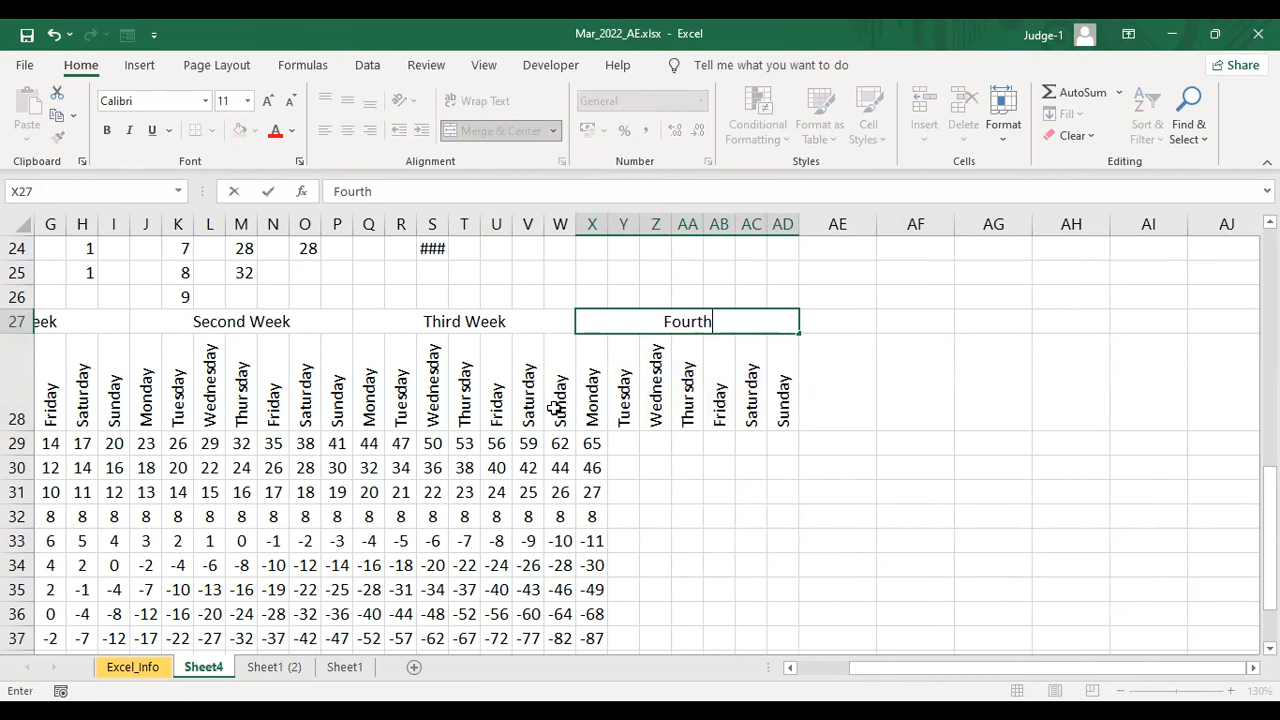 Mar_2022_AE.xlsx - Excel
Judge-1
File Home Insert Page Layout Formulas Data Review View Developer Help Tell me what you want to do Share
Paste
Calibri 11
B I U
Wrap Text
Merge & Center
General
Conditional Formatting
Format as Table
Cell Styles
Insert
Delete
Format
AutoSum
Fill
Clear
Sort & Filter
Find & Select
Clipboard Font Alignment Number Styles Cells Editing
X27 fx Fourth
G H I J K L M N O P Q R S T U V W X Y Z AA AB AC AD AE AF AG AH AI AJ
24 1 7 28 28 ###
25 1 8 32
26 9
27 eek Second Week Third Week Fourth
28 Friday Saturday Sunday Monday Tuesday Wednesday Thursday Friday Saturday Sunday Monday Tuesday Wednesday Thursday Friday Saturday Sunday Monday Tuesday Wednesday Thursday Friday Saturday Sunday
29 14 17 20 23 26 29 32 35 38 41 44 47 50 53 56 59 62 65
30 12 14 16 18 20 22 24 26 28 30 32 34 36 38 40 42 44 46
31 10 11 12 13 14 15 16 17 18 19 20 21 22 23 24 25 26 27
32 8 8 8 8 8 8 8 8 8 8 8 8 8 8 8 8 8 8
33 6 5 4 3 2 1 0 -1 -2 -3 -4 -5 -6 -7 -8 -9 -10 -11
34 4 2 0 -2 -4 -6 -8 -10 -12 -14 -16 -18 -20 -22 -24 -26 -28 -30
35 2 -1 -4 -7 -10 -13 -16 -19 -22 -25 -28 -31 -34 -37 -40 -43 -46 -49
36 0 -4 -8 -12 -16 -20 -24 -28 -32 -36 -40 -44 -48 -52 -56 -60 -64 -68
37 -2 -7 -12 -17 -22 -27 -32 -37 -42 -47 -52 -57 -62 -67 -72 -77 -82 -87
Excel_Info Sheet4 Sheet1 (2) Sheet1
Enter 130%